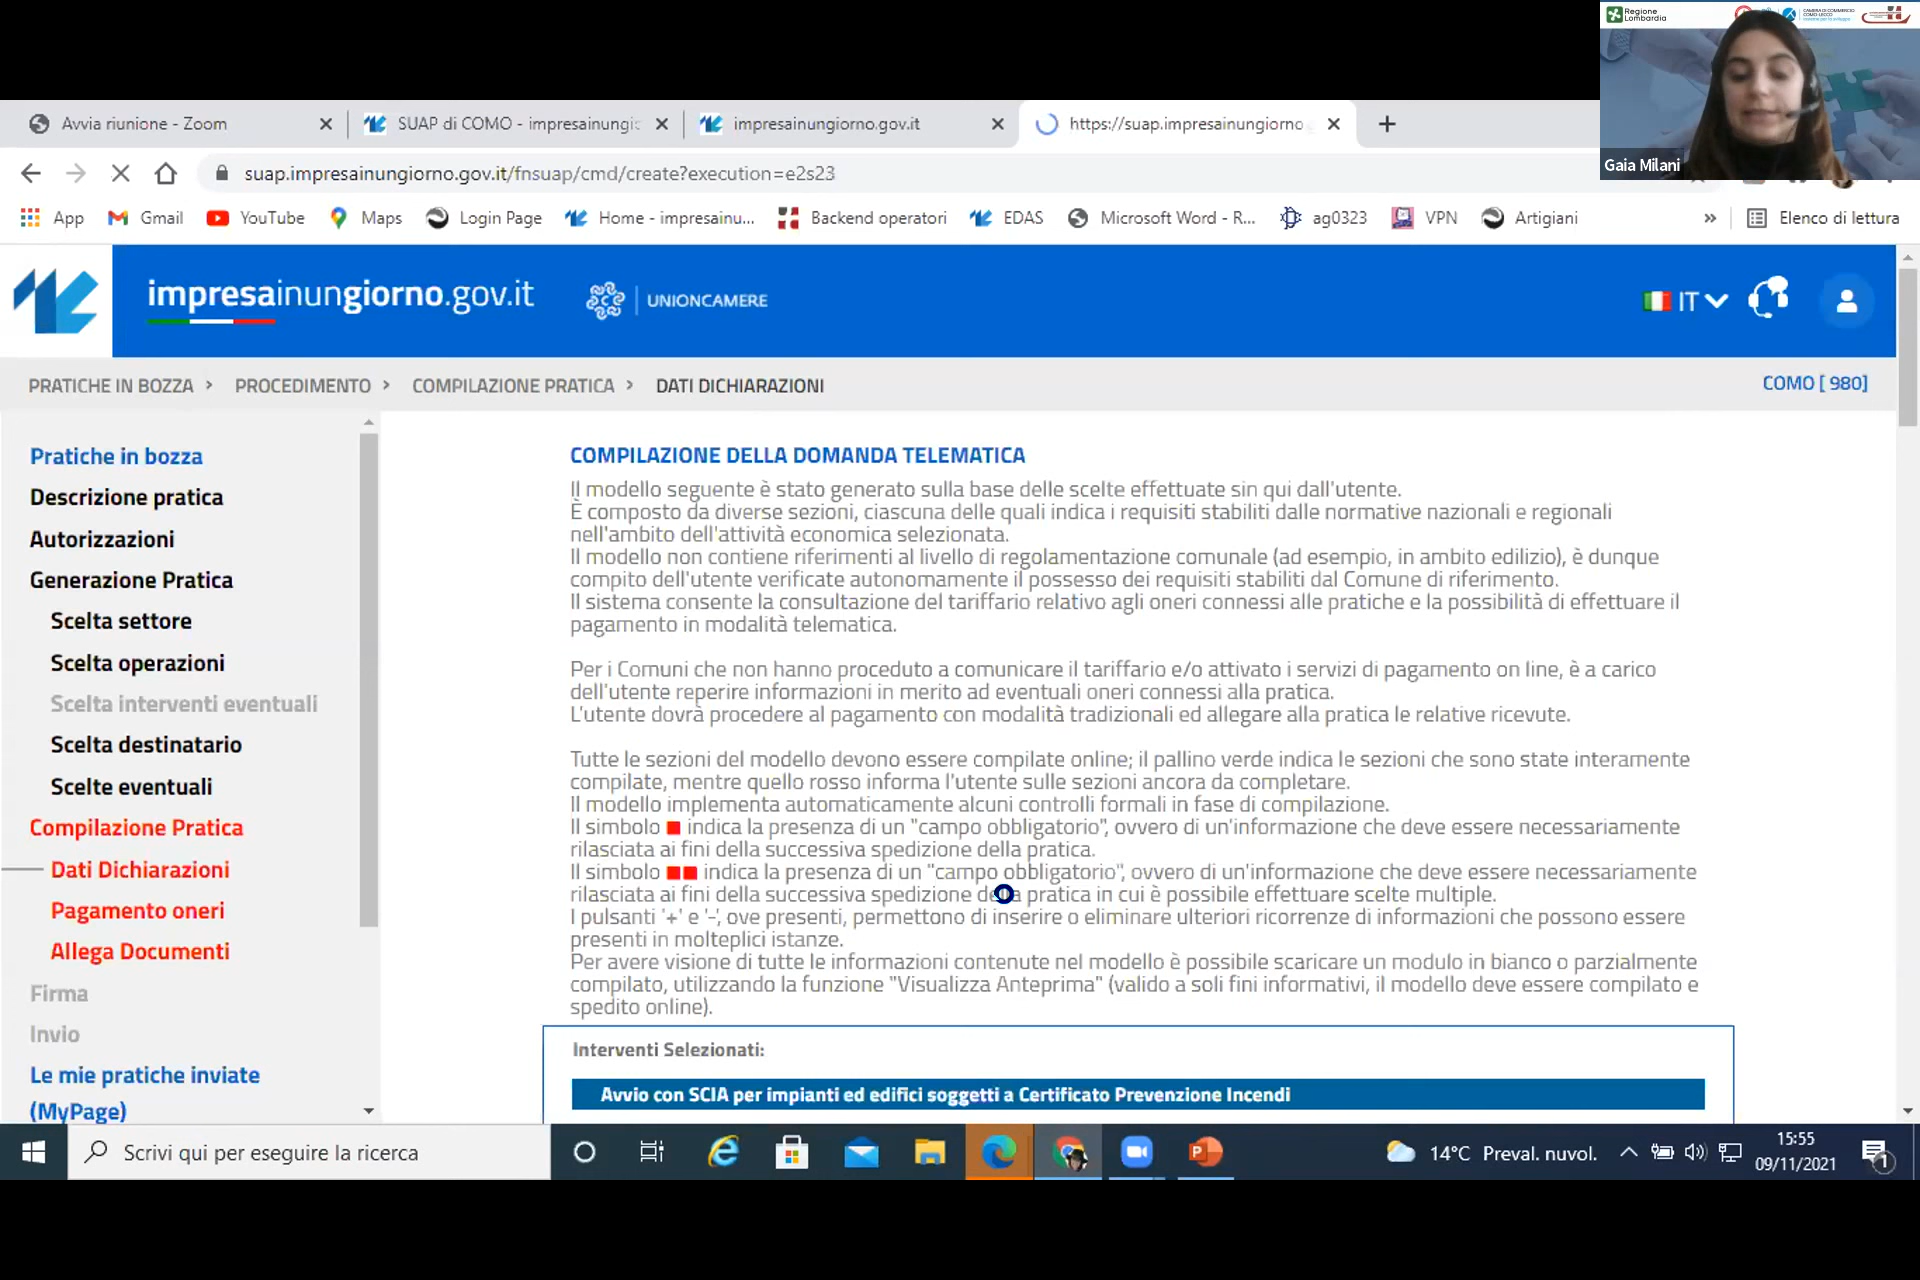 Regione
Lombardia
Gaia Milani
Avvia riunione - Zoom
SUAP di COMO - impresainungi
impresainungiorno.gov.it
https://suap.impresainungiorno
suap.impresainungiorno.gov.it/fnsuap/cmd/create?execution=e2s23
App
Gmail
YouTube
Maps
Login Page
Home - impresainu...
Backend operatori
EDAS
Microsoft Word - R...
ag0323
VPN
Artigiani
»
Elenco di lettura
impresainungiorno.gov.it
UNIONCAMERE
IT
PRATICHE IN BOZZA > PROCEDIMENTO > COMPILAZIONE PRATICA > DATI DICHIARAZIONI
COMO [ 980]
Pratiche in bozza
Descrizione pratica
Autorizzazioni
Generazione Pratica
Scelta settore
Scelta operazioni
Scelta interventi eventuali
Scelta destinatario
Scelte eventuali
Compilazione Pratica
Dati Dichiarazioni
Pagamento oneri
Allega Documenti
Firma
Invio
Le mie pratiche inviate
(MyPage)
COMPILAZIONE DELLA DOMANDA TELEMATICA
Il modello seguente è stato generato sulla base delle scelte effettuate sin qui dall'utente.
È composto da diverse sezioni, ciascuna delle quali indica i requisiti stabiliti dalle normative nazionali e regionali
nell'ambito dell'attività economica selezionata.
Il modello non contiene riferimenti al livello di regolamentazione comunale (ad esempio, in ambito edilizio), è dunque
compito dell'utente verificate autonomamente il possesso dei requisiti stabiliti dal Comune di riferimento.
Il sistema consente la consultazione del tariffario relativo agli oneri connessi alle pratiche e la possibilità di effettuare il
pagamento in modalità telematica.
Per i Comuni che non hanno proceduto a comunicare il tariffario e/o attivato i servizi di pagamento on line, è a carico
dell'utente reperire informazioni in merito ad eventuali oneri connessi alla pratica.
L'utente dovrà procedere al pagamento con modalità tradizionali ed allegare alla pratica le relative ricevute.
Tutte le sezioni del modello devono essere compilate online; il pallino verde indica le sezioni che sono state interamente
compilate, mentre quello rosso informa l'utente sulle sezioni ancora da completare.
Il modello implementa automaticamente alcuni controlli formali in fase di compilazione.
Il simbolo indica la presenza di un "campo obbligatorio", ovvero di un'informazione che deve essere necessariamente
rilasciata ai fini della successiva spedizione della pratica.
Il simbolo indica la presenza di un "campo obbligatorio", ovvero di un'informazione che deve essere necessariamente
rilasciata ai fini della successiva spedizione della pratica in cui è possibile effettuare scelte multiple.
I pulsanti '+' e '-', ove presenti, permettono di inserire o eliminare ulteriori ricorrenze di informazioni che possono essere
presenti in molteplici istanze.
Per avere visione di tutte le informazioni contenute nel modello è possibile scaricare un modulo in bianco o parzialmente
compilato, utilizzando la funzione "Visualizza Anteprima" (valido a soli fini informativi, il modello deve essere compilato e
spedito online).
Interventi Selezionati:
Avvio con SCIA per impianti ed edifici soggetti a Certificato Prevenzione Incendi
Scrivi qui per eseguire la ricerca
14°C Preval. nuvol.
15:55
09/11/2021
1